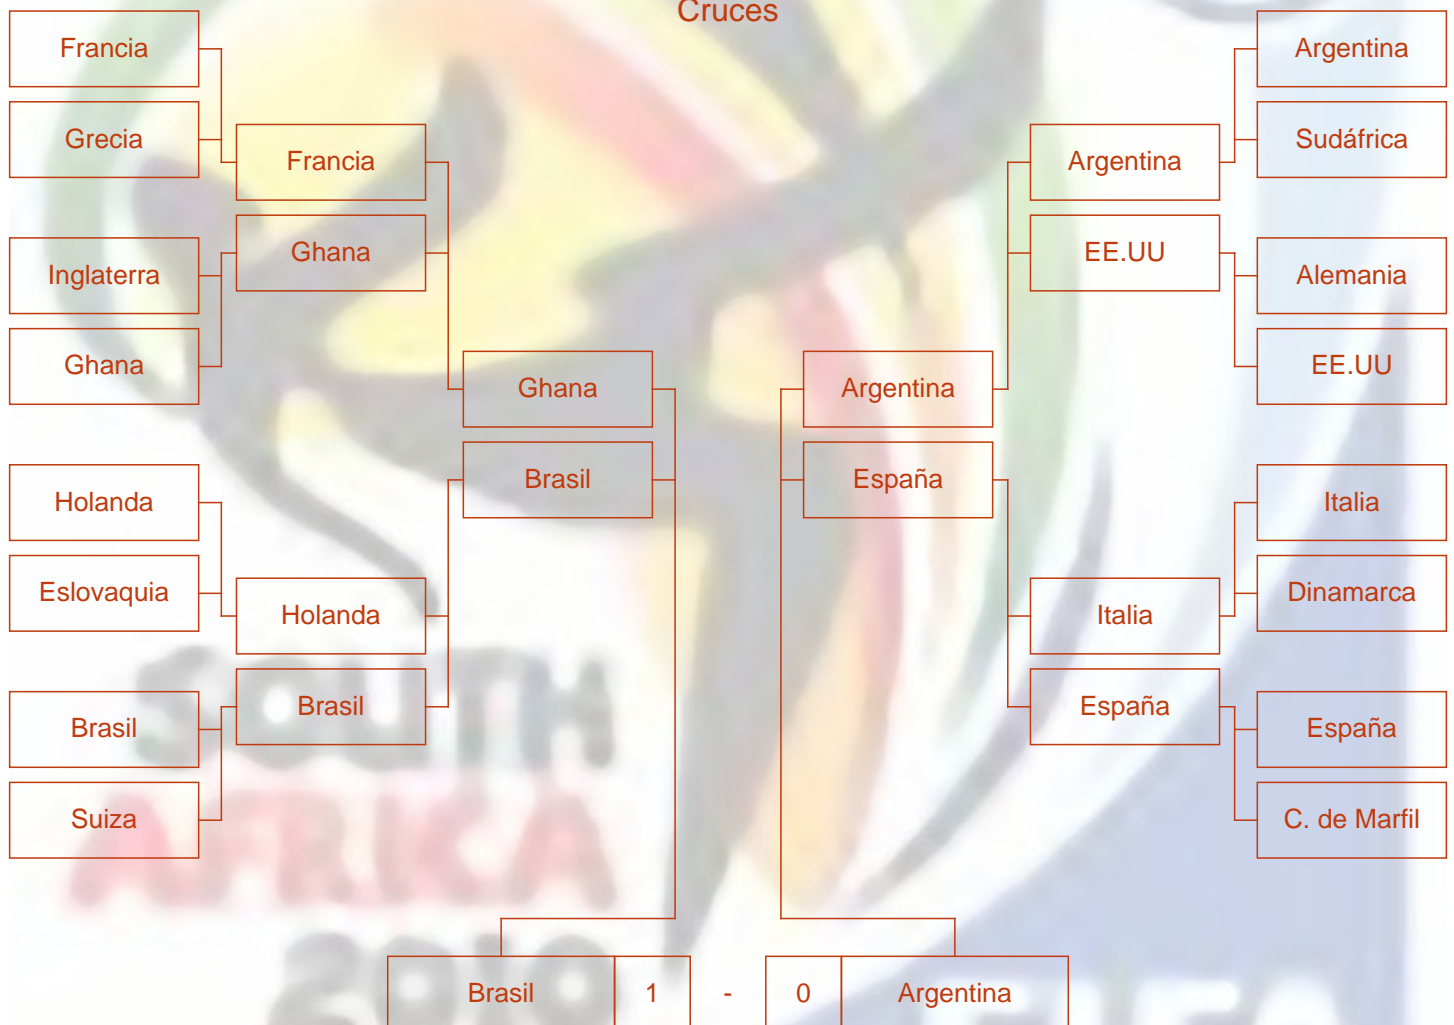 Cruces
Francia
Grecia
Inglaterra
Ghana
Holanda
Eslovaquia
Brasil
Suiza
Francia
Ghana
Holanda
Brasil
Ghana
Brasil
Argentina
España
Argentina
EE.UU
Italia
España
Argentina
Sudáfrica
Alemania
EE.UU
Italia
Dinamarca
España
C. de Marfil
SOUTH
AFRICA
2010
FIFA
Brasil 1 - 0 Argentina